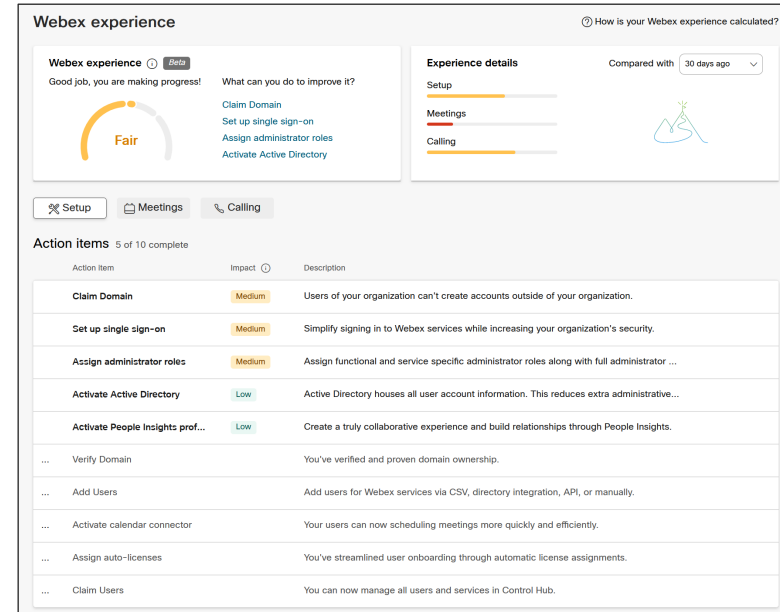 Webex experience
How is your Webex experience calculated?
Webex experience Beta
Good job, you are making progress!
Fair
What can you do to improve it?
Claim Domain
Set up single sign-on
Assign administrator roles
Activate Active Directory
Experience details
Compared with 30 days ago
Setup
Meetings
Calling
Setup Meetings Calling
Action items 5 of 10 complete
Action Item Impact Description
Claim Domain Medium Users of your organization can't create accounts outside of your organization.
Set up single sign-on Medium Simplify signing in to Webex services while increasing your organization's security.
Assign administrator roles Medium Assign functional and service specific administrator roles along with full administrator ...
Activate Active Directory Low Active Directory houses all user account information. This reduces extra administrative...
Activate People Insights prof... Low Create a truly collaborative experience and build relationships through People Insights.
... Verify Domain You've verified and proven domain ownership.
... Add Users Add users for Webex services via CSV, directory integration, API, or manually.
... Activate calendar connector Your users can now scheduling meetings more quickly and efficiently.
... Assign auto-licenses You've streamlined user onboarding through automatic license assignments.
... Claim Users You can now manage all users and services in Control Hub.